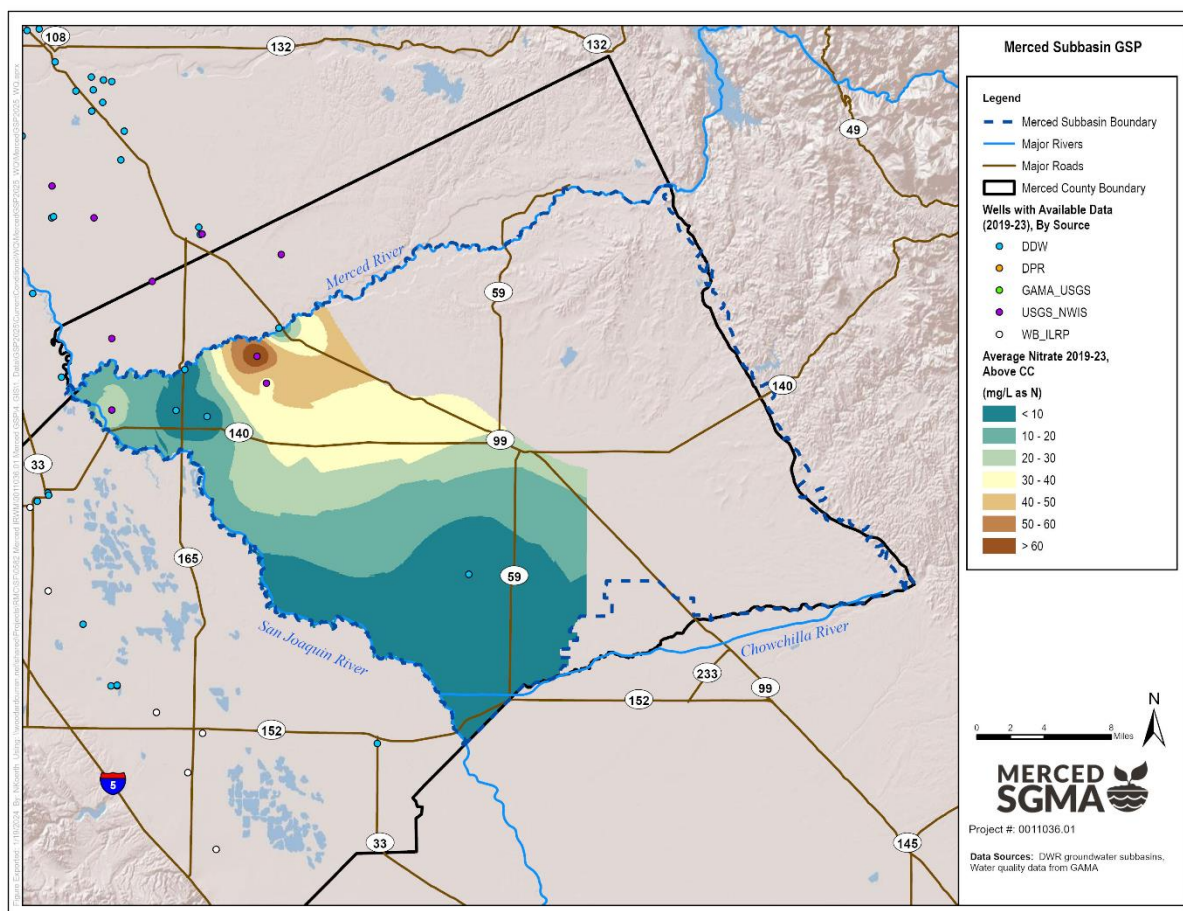 108
132
132
49
Merced River
59
140
140
99
33
165
59
San Joaquin River
Chowchilla River
233
152
99
152
5
33
145
Merced Subbasin GSP
Legend
Merced Subbasin Boundary
Major Rivers
Major Roads
Merced County Boundary
Wells with Available Data
(2019-23), By Source
DDW
DPR
GAMA_USGS
USGS_NWIS
WB_ILRP
Average Nitrate 2019-23,
Above CC
(mg/L as N)
< 10
10 - 20
20 - 30
30 - 40
40 - 50
50 - 60
> 60
N
0 2 4 8
Miles
MERCED
SGMA
Project #: 0011036.01
Data Sources: DWR groundwater subbasins,
Water quality data from GAMA